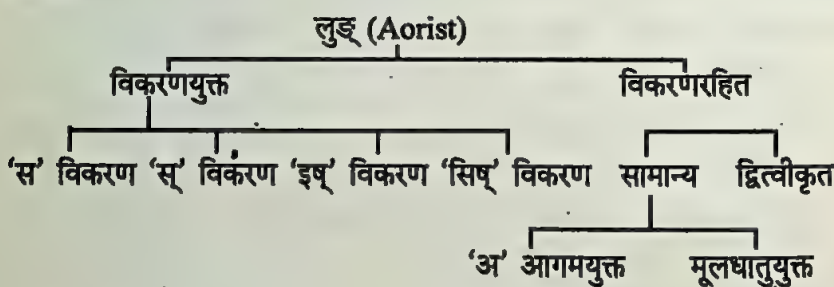 लुङ् (Aorist)
विकरणयुक्त विकरणरहित
‘स’ विकरण ‘स्’ विकरण ‘इष्’ विकरण ‘सिष्’ विकरण सामान्य द्वित्वीकृत
‘अ’ आगमयुक्त मूलधातुयुक्त